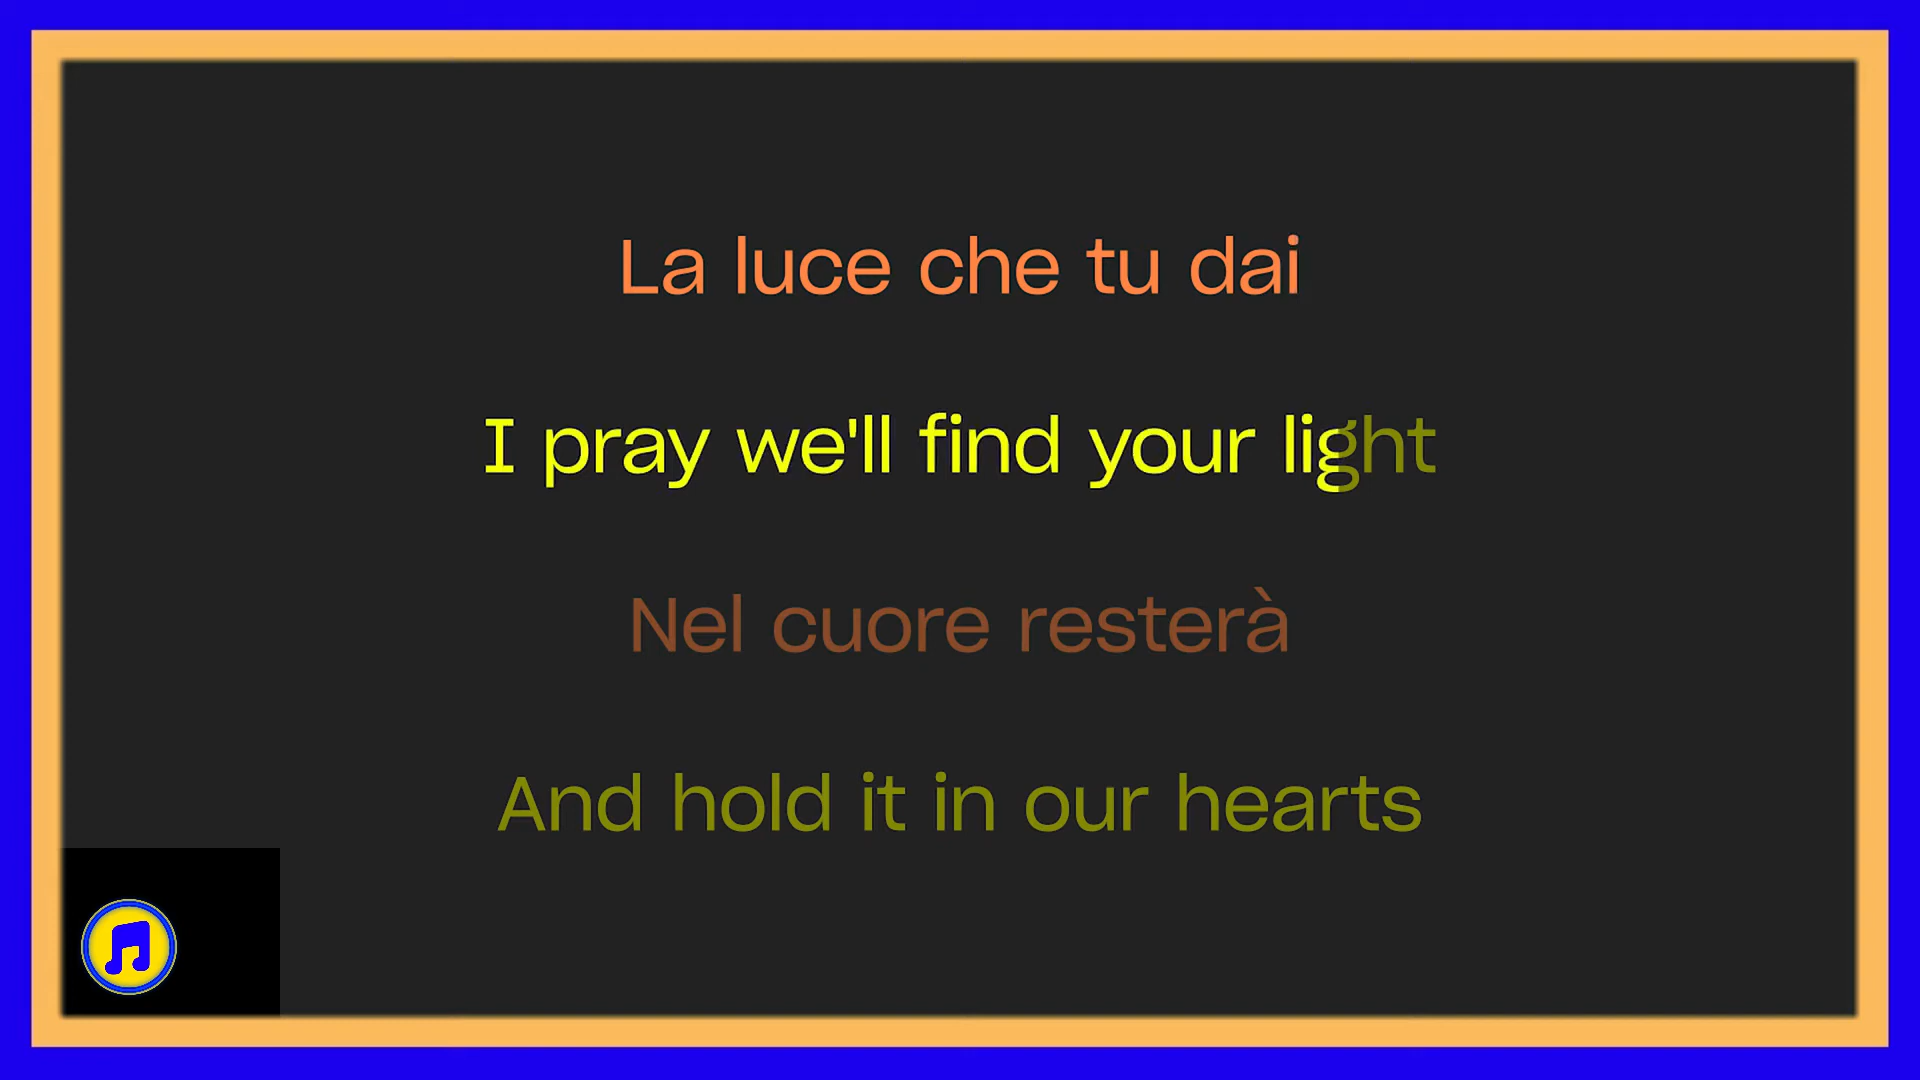 La luce che tu dai
I pray we'll find your light
Nel cuore resterà
And hold it in our hearts